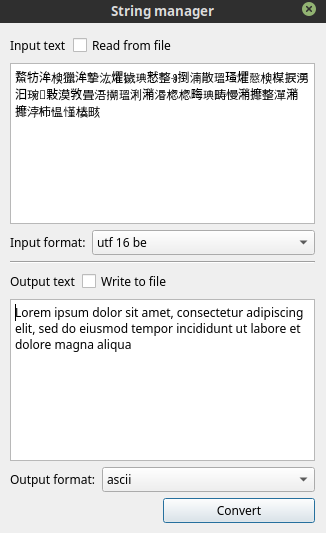 String manager
Input text Read from file
Input format: utf 16 be
Output text Write to file
Lorem ipsum dolor sit amet, consectetur adipiscing
elit, sed do eiusmod tempor incididunt ut labore et
dolore magna aliqua
Output format: ascii
Convert